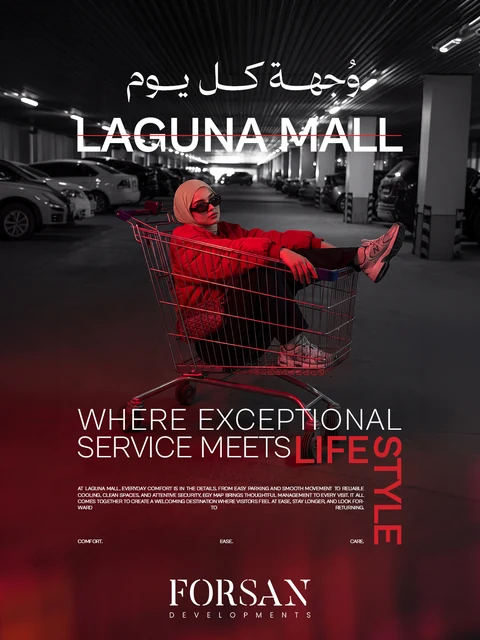 وُجهة كل يوم
LAGUNA MALL
WHERE EXCEPTIONAL
SERVICE MEETS LIFE
STYLE
AT LAGUNA MALL, EVERYDAY COMFORT IS IN THE DETAILS. FROM EASY PARKING AND SMOOTH MOVEMENT TO RELIABLE
COOLING, CLEAN SPACES, AND ATTENTIVE SECURITY, EGY MAP BRINGS THOUGHTFUL MANAGEMENT TO EVERY VISIT. IT ALL
COMES TOGETHER TO CREATE A WELCOMING DESTINATION WHERE VISITORS FEEL AT EASE, STAY LONGER, AND LOOK FOR-
WARD TO RETURNING.
COMFORT. EASE. CARE.
FORSAN
DEVELOPMENTS